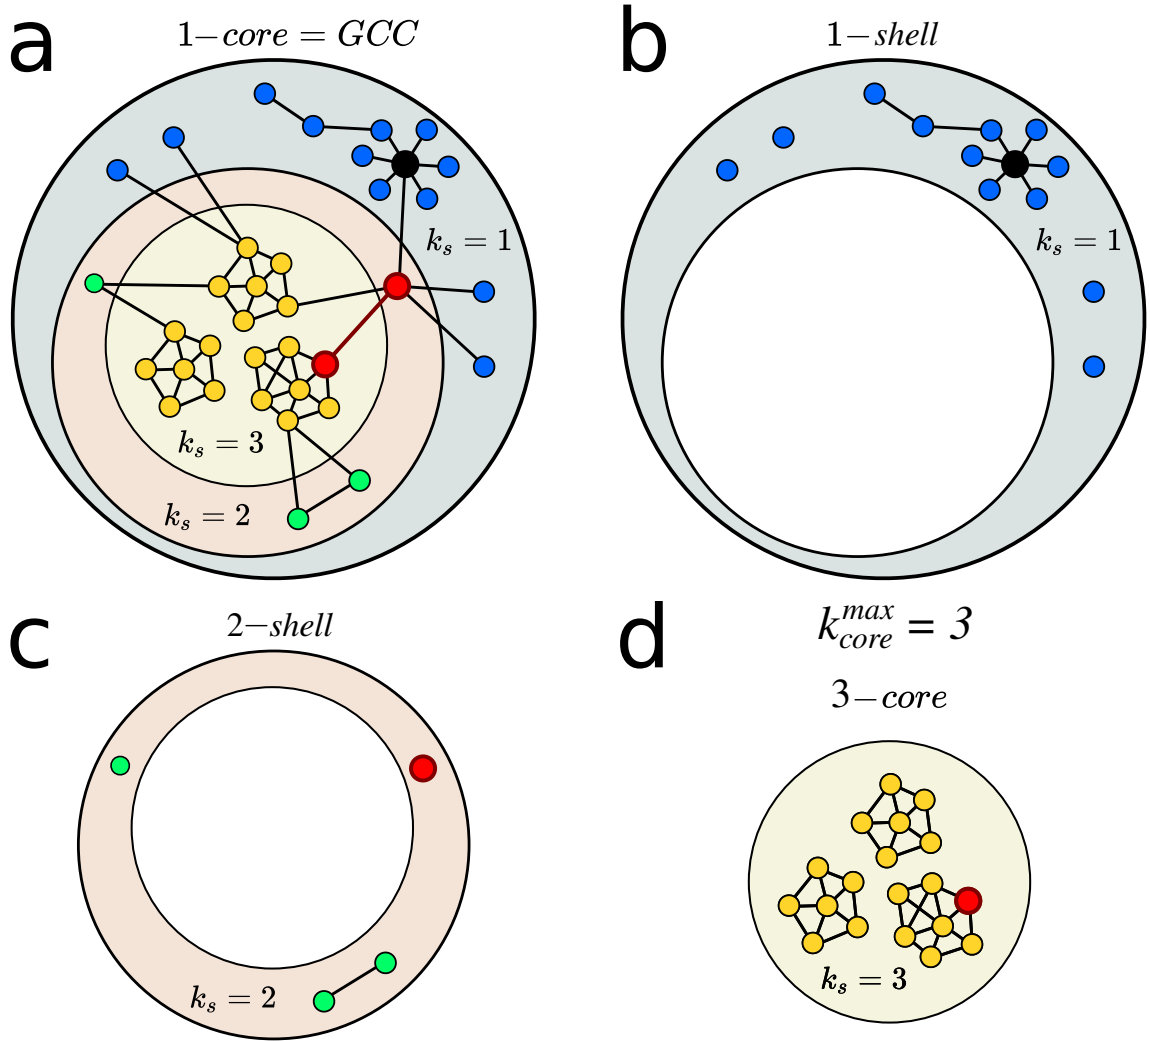 a
1−core = GCC
k_s = 1
k_s = 3
k_s = 2
b
1−shell
k_s = 1
c
2−shell
k_s = 2
d
k_core^max = 3
3−core
k_s = 3